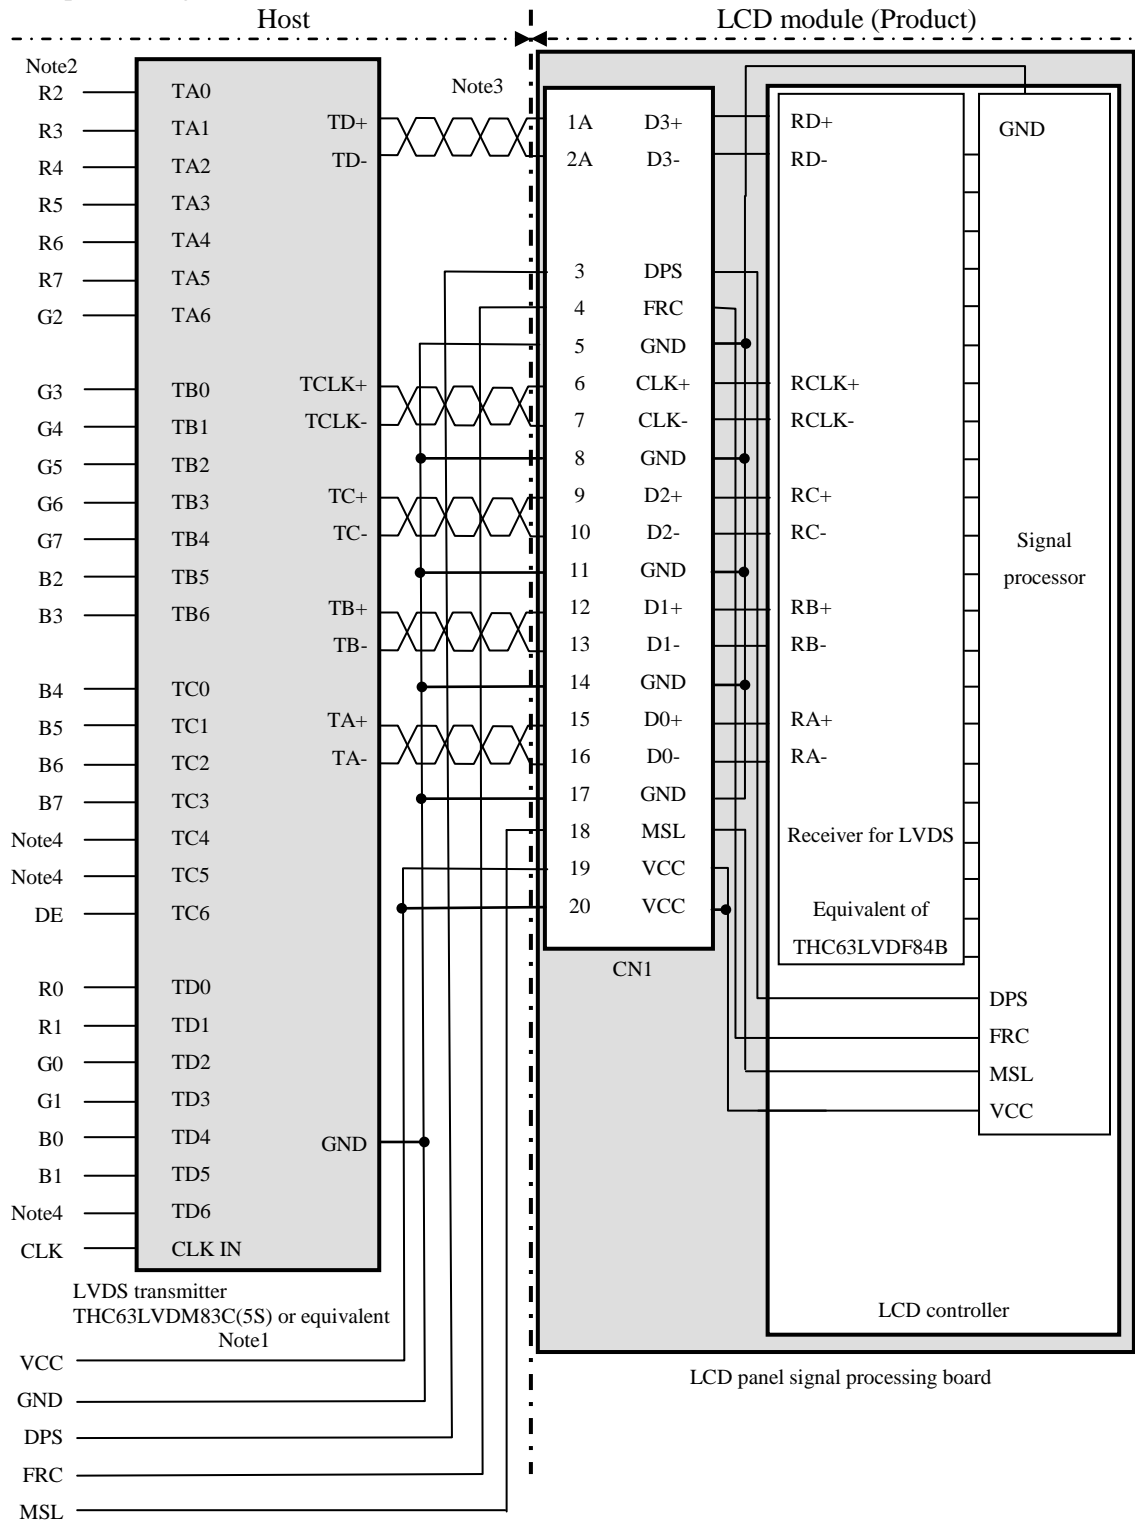 Host
LCD module (Product)
Note2
R2
R3
R4
R5
R6
R7
G2
G3
G4
G5
G6
G7
B2
B3
B4
B5
B6
B7
Note4
Note4
DE
R0
R1
G0
G1
B0
B1
Note4
CLK
TA0
TA1
TA2
TA3
TA4
TA5
TA6
TB0
TB1
TB2
TB3
TB4
TB5
TB6
TC0
TC1
TC2
TC3
TC4
TC5
TC6
TD0
TD1
TD2
TD3
TD4
TD5
TD6
CLK IN
TD+
TD-
TCLK+
TCLK-
TC+
TC-
TB+
TB-
TA+
TA-
GND
LVDS transmitter
THC63LVDM83C(5S) or equivalent
Note1
VCC
GND
DPS
FRC
MSL
Note3
1A D3+
2A D3-
3 DPS
4 FRC
5 GND
6 CLK+
7 CLK-
8 GND
9 D2+
10 D2-
11 GND
12 D1+
13 D1-
14 GND
15 D0+
16 D0-
17 GND
18 MSL
19 VCC
20 VCC
CN1
RD+
RD-
RCLK+
RCLK-
RC+
RC-
RB+
RB-
RA+
RA-
Receiver for LVDS
Equivalent of
THC63LVDF84B
GND
Signal
processor
DPS
FRC
MSL
VCC
LCD controller
LCD panel signal processing board